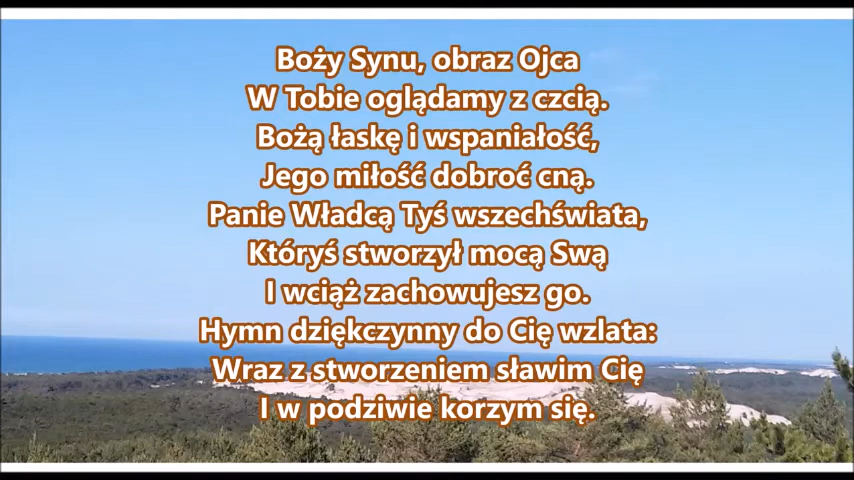 Boży Synu, obraz Ojca
W Tobie oglądamy z czcią.
Bożą łaskę i wspaniałość,
Jego miłość dobroć cną.
Panie Władcą Tyś wszechświata,
Któryś stworzył mocą Swą
I wciąż zachowujesz go.
Hymn dziękczynny do Cię wzlata:
Wraz z stworzeniem sławim Cię
I w podziwie korzym się.